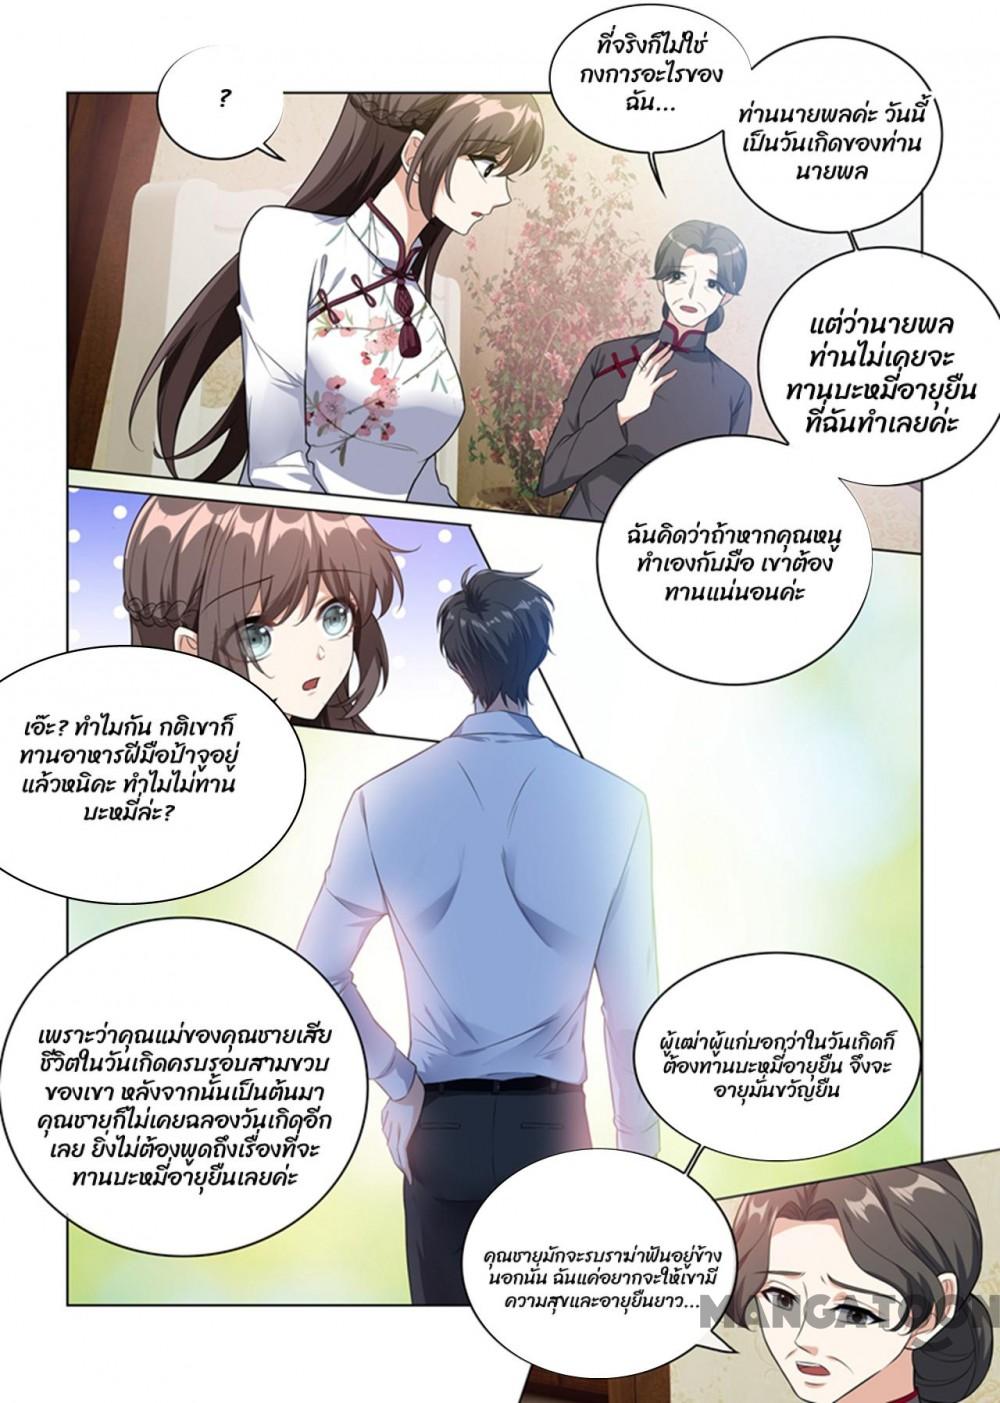 ?
ที่จริงก็ไม่ใช่
กงการอะไรของ
ฉัน...
ท่านนายพลค่ะ วันนี้
เป็นวันเกิดของท่าน
นายพล
แต่ว่านายพล
ท่านไม่เคยจะ
ทานบะหมี่อายุยืน
ที่ฉันทำเลยค่ะ
ฉันคิดว่าถ้าหากคุณหนู
ทำเองกับมือ เขาต้อง
ทานแน่นอนค่ะ
เอ๊ะ? ทำไมกัน กติเขาก็
ทานอาหารฝีมือป้าจูอยู่
แล้วหนิคะ ทำไมไม่ทาน
บะหมี่ล่ะ?
เพราะว่าคุณแม่ของคุณชายเสีย
ชีวิตในวันเกิดครบรอบสามขวบ
ของเขา หลังจากนั้นเป็นต้นมา
คุณชายก็ไม่เคยฉลองวันเกิดอีก
เลย ยิ่งไม่ต้องพูดถึงเรื่องที่จะ
ทานบะหมี่อายุยืนเลยค่ะ
ผู้เฒ่าผู้แก่บอกว่าในวันเกิดก็
ต้องทานบะหมี่อายุยืน จึงจะ
อายุมั่นขวัญยืน
คุณชายมักจะรบราฆ่าฟันอยู่ข้าง
นอกนั่น ฉันแค่อยากจะให้เขามี
ความสุขและอายุยืนยาว...
MANGATOON